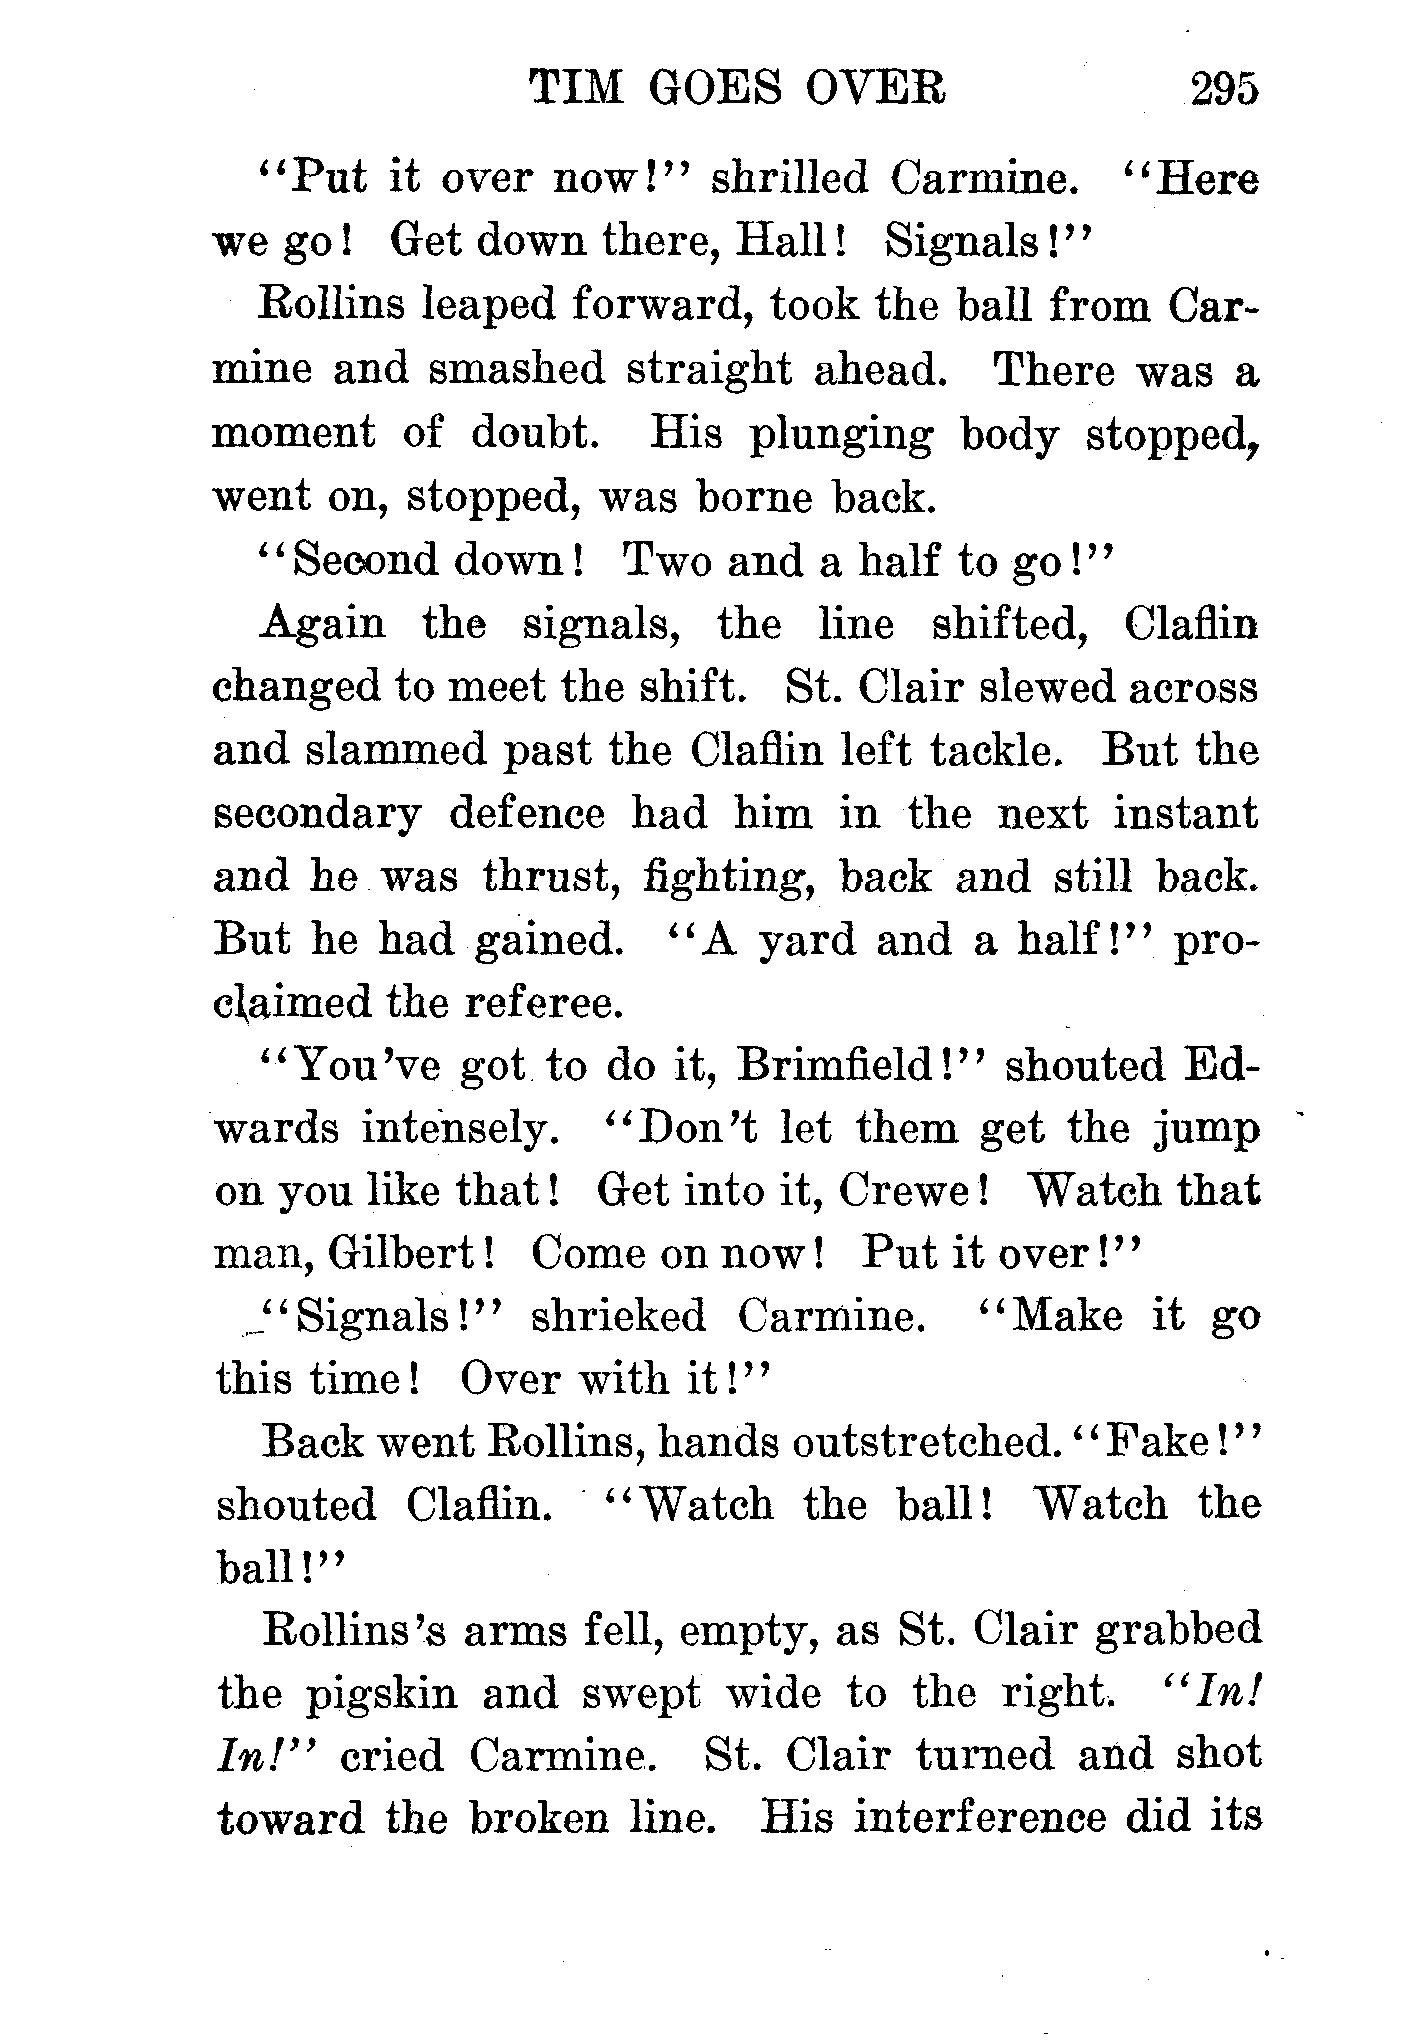 TIM GOES OVER 295
"Put it over now!" shrilled Carmine. "Here
we go! Get down there, Hall! Signals!"
Rollins leaped forward, took the ball from Car-
mine and smashed straight ahead. There was a
moment of doubt. His plunging body stopped,
went on, stopped, was borne back.
"Second down! Two and a half to go!"
Again the signals, the line shifted, Claflin
changed to meet the shift. St. Clair slewed across
and slammed past the Claflin left tackle. But the
secondary defence had him in the next instant
and he was thrust, fighting, back and still back.
But he had gained. "A yard and a half!" pro-
claimed the referee.
"You've got to do it, Brimfield!" shouted Ed-
wards intensely. "Don't let them get the jump
on you like that! Get into it, Crewe! Watch that
man, Gilbert! Come on now! Put it over!"
"Signals!" shrieked Carmine. "Make it go
this time! Over with it!"
Back went Rollins, hands outstretched. "Fake!"
shouted Claflin. "Watch the ball! Watch the
ball!"
Rollins's arms fell, empty, as St. Clair grabbed
the pigskin and swept wide to the right. "In!
In!" cried Carmine. St. Clair turned and shot
toward the broken line. His interference did its